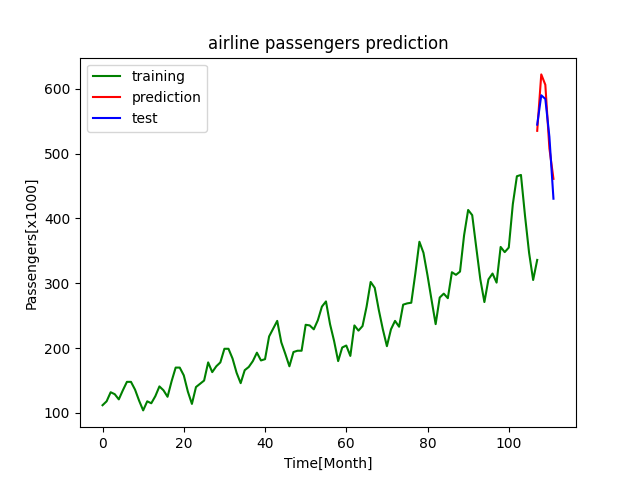 airline passengers prediction
training
prediction
test
600
500
400
300
200
100
Passengers[x1000]
0 20 40 60 80 100
Time[Month]